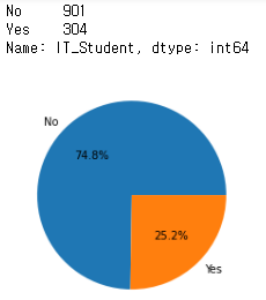 No 901
Yes 304
Name: IT_Student, dtype: int64
No
74.8%
25.2%
Yes